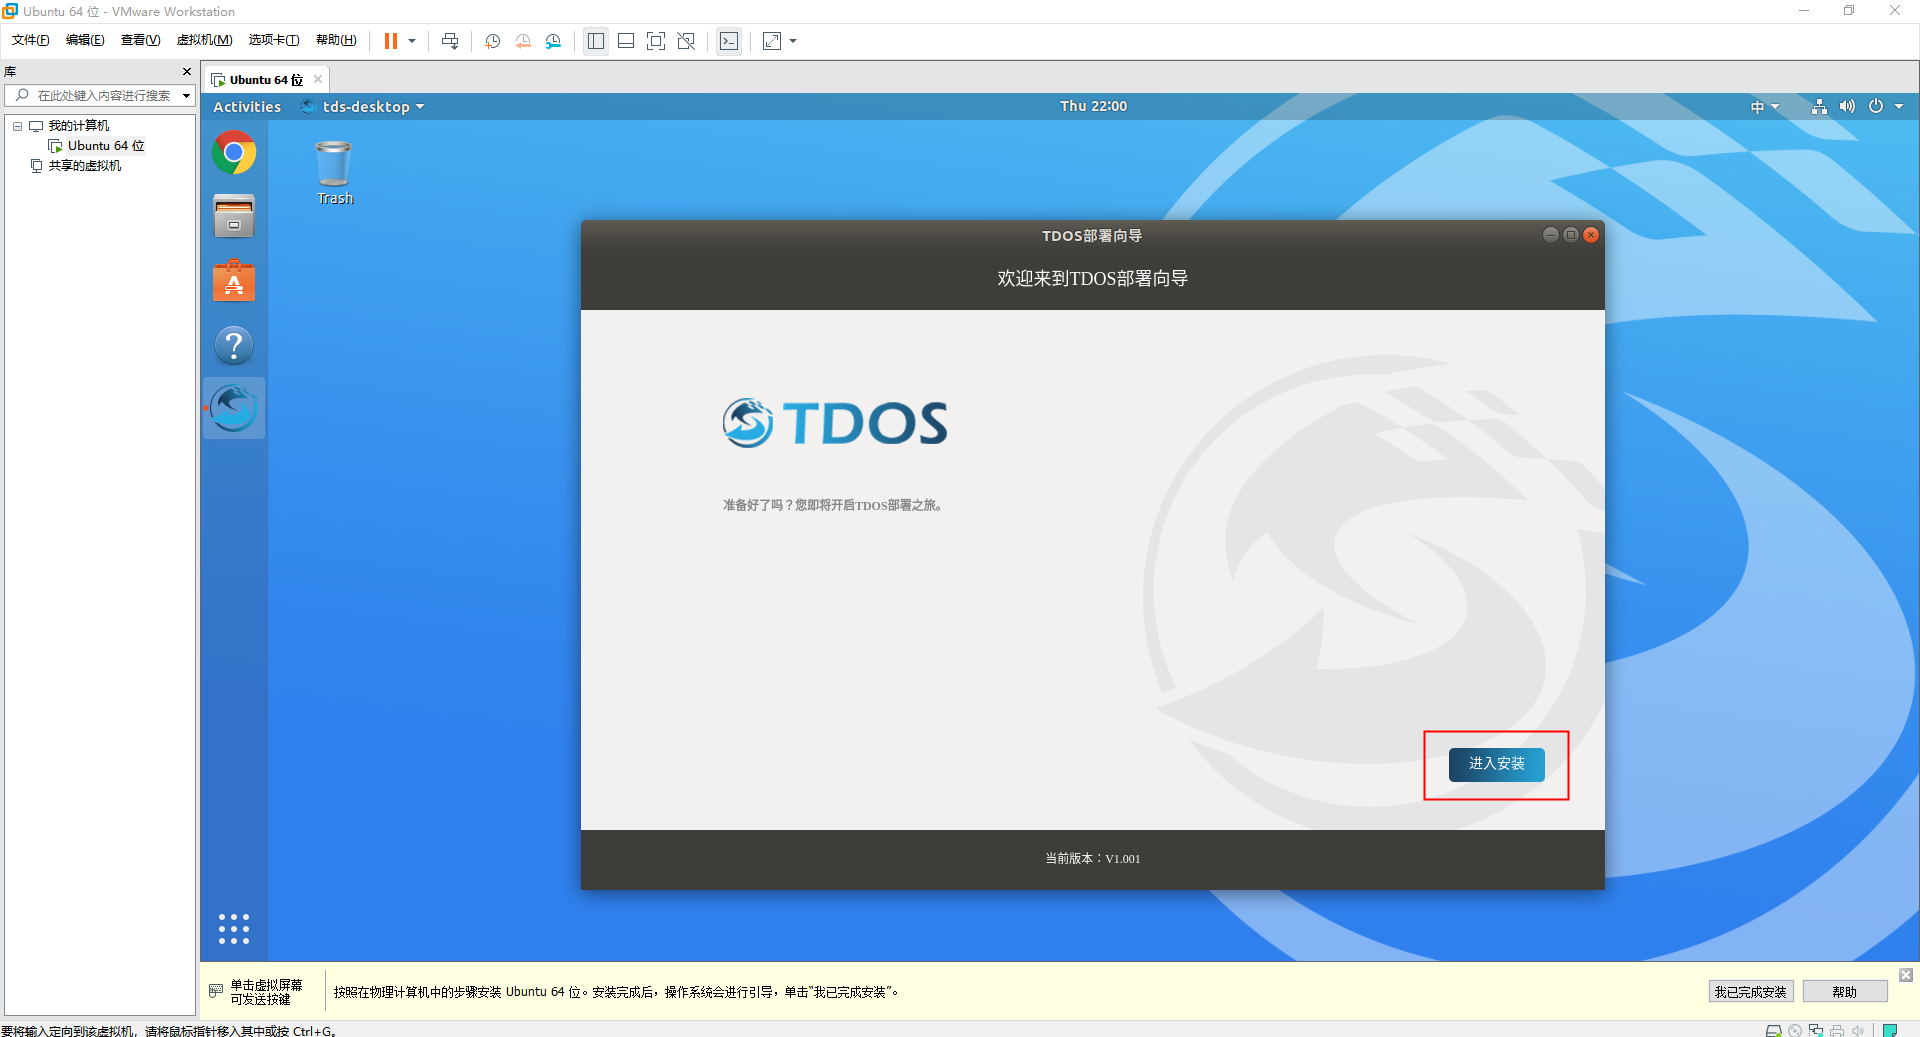 Ubuntu 64 位 - VMware Workstation
文件(F) 编辑(E) 查看(V) 虚拟机(M) 选项卡(T) 帮助(H)
库
在此处键入内容进行搜索
我的计算机
Ubuntu 64 位
共享的虚拟机
Ubuntu 64 位
Activities tds-desktop Thu 22:00 中
Trash
TDOS部署向导
欢迎来到TDOS部署向导
TDOS
准备好了吗？您即将开启TDOS部署之旅。
进入安装
当前版本：V1.001
单击虚拟屏幕
可发送按键
按照在物理计算机中的步骤安装 Ubuntu 64 位。安装完成后，操作系统会进行引导，单击“我已完成安装”。
我已完成安装 帮助
要将输入定向到该虚拟机，请将鼠标指针移入其中或按 Ctrl+G。